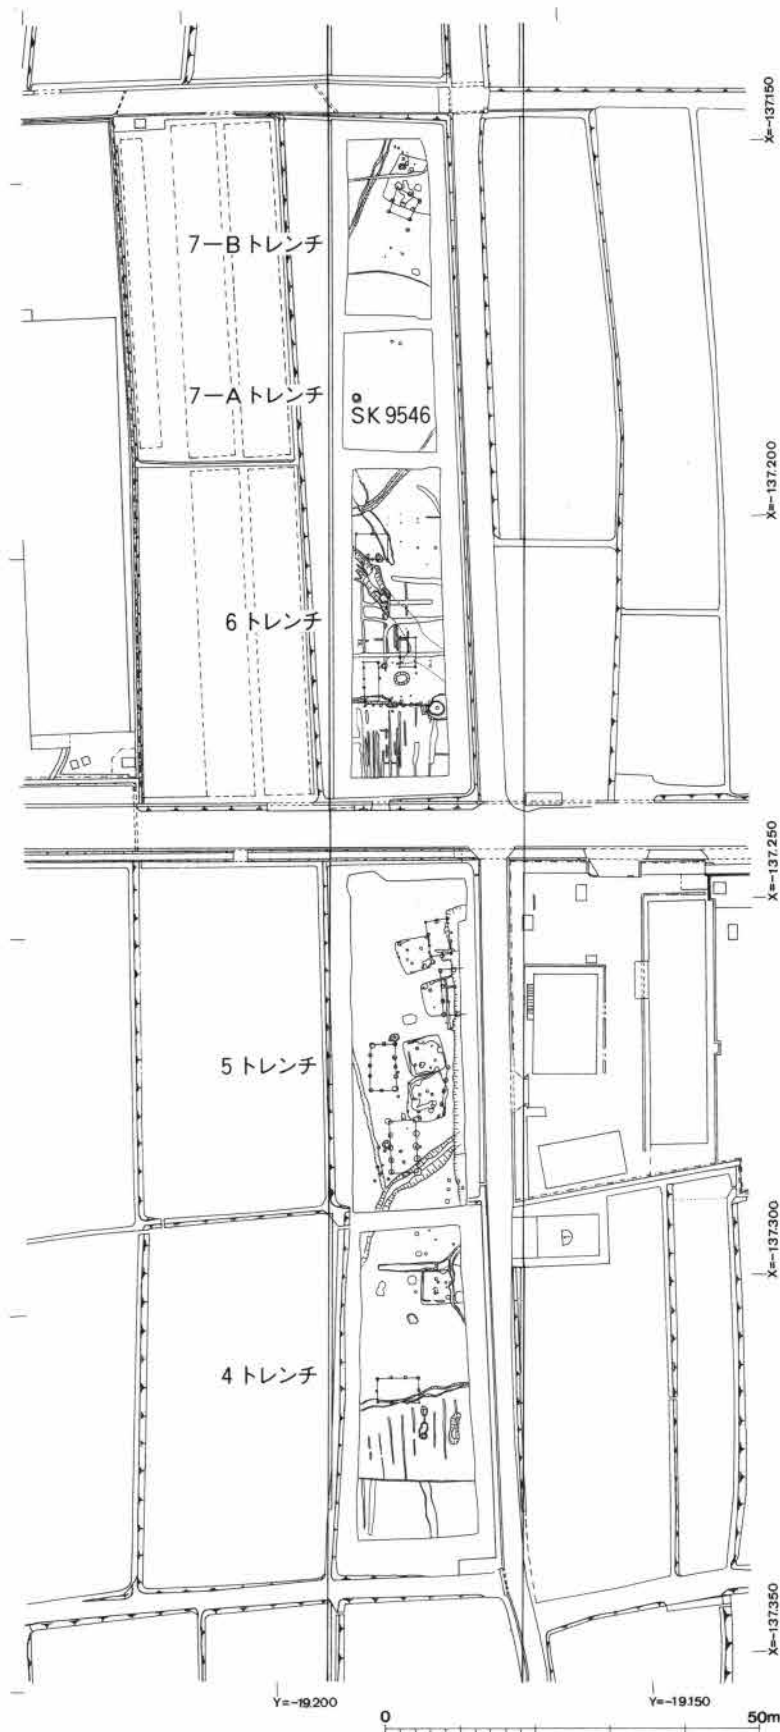 X=-137.150
7—B トレンチ
7—A トレンチ
SK 9546
X=-137.200
6 トレンチ
X=-137.250
5 トレンチ
X=-137.300
4 トレンチ
X=-137.350
Y=-19.200
Y=-19.150
0
50m